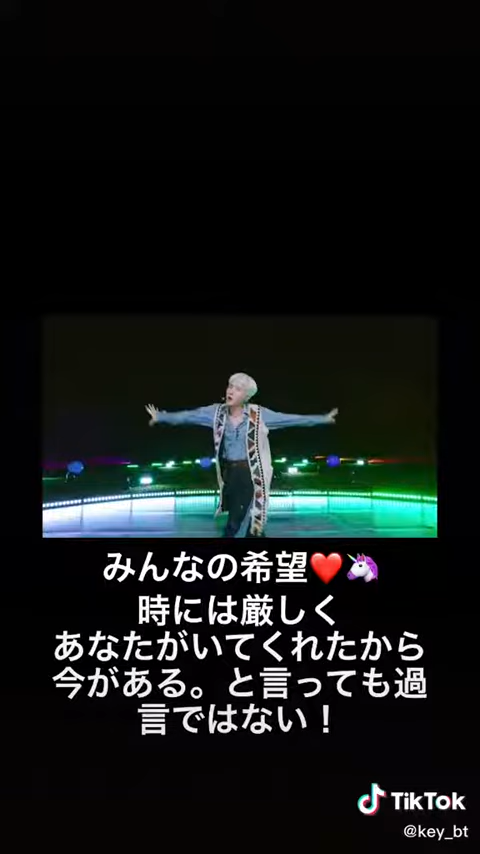 みんなの希望❤️🦄
時には厳しく
あなたがいてくれたから
今がある。と言っても過
言ではない！
TikTok
@key_bt